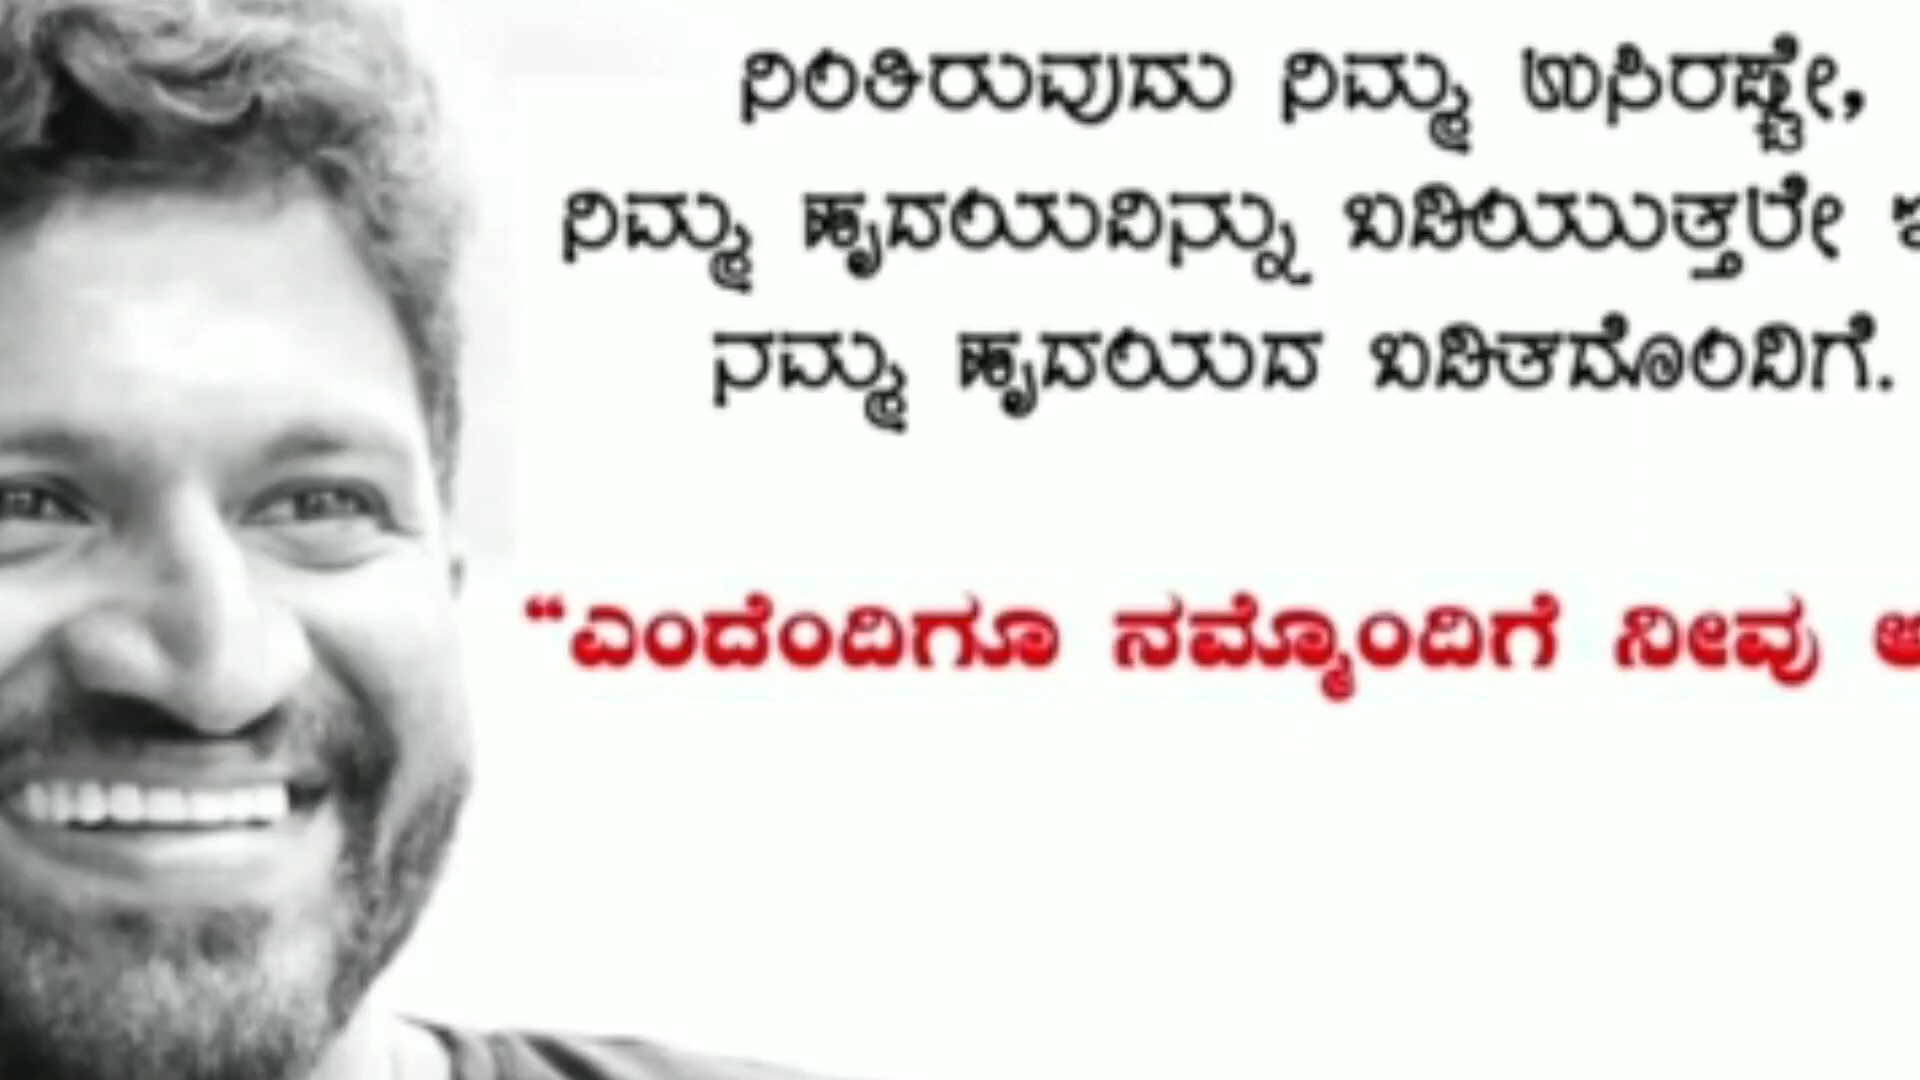 ನಿಂತಿರುವುದು ನಿಮ್ಮ ಉಸಿರಷ್ಟೇ,
ನಿಮ್ಮ ಹೃದಯವಿನ್ನು ಬಡಿಯುತ್ತಲೇ
ನಮ್ಮ ಹೃದಯದ ಬಡಿತದೊಂದಿಗೆ.
“ಎಂದೆಂದಿಗೂ ನಮ್ಮೊಂದಿಗೆ ನೀವು